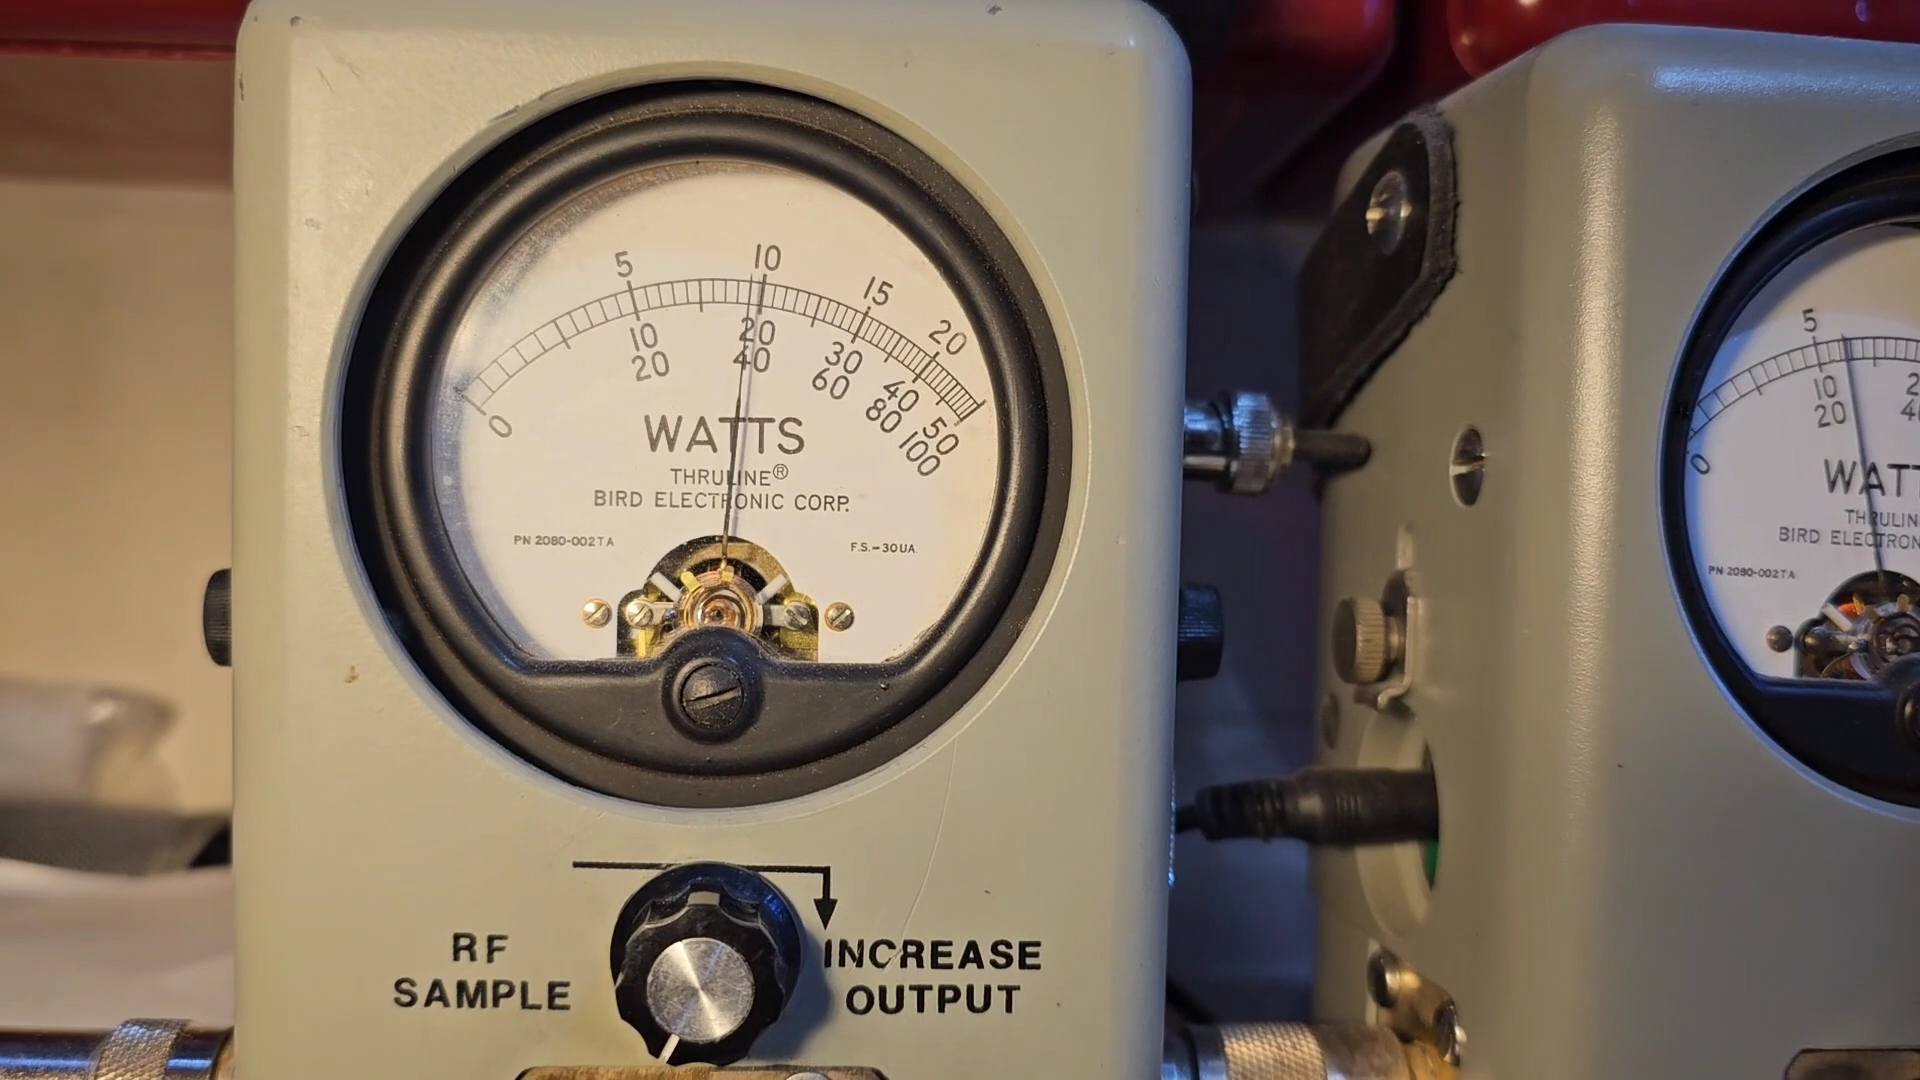 5 10 15 20
10 20 30 40 50
20 40 60 80 100
0
WATTS
THRULINE®
BIRD ELECTRONIC CORP.
PN 2080-002TA
F.S.=30UA.
RF
SAMPLE
INCREASE
OUTPUT
5
10
20
0
WATT
THRULIN
BIRD ELECTRON
PN 2080-002TA